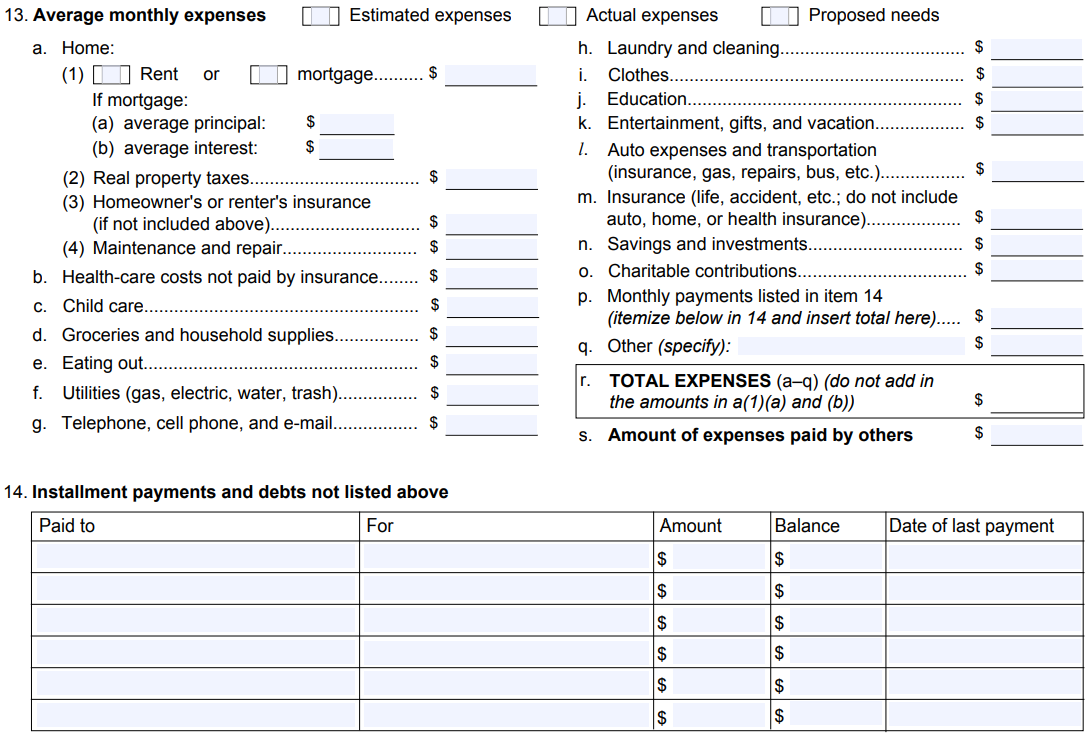 13. Average monthly expenses Estimated expenses Actual expenses Proposed needs
a. Home:
(1) Rent or mortgage......... $
If mortgage:
(a) average principal: $
(b) average interest: $
(2) Real property taxes.................................. $
(3) Homeowner's or renter's insurance
(if not included above).............................. $
(4) Maintenance and repair........................... $
b. Health-care costs not paid by insurance........ $
c. Child care....................................................... $
d. Groceries and household supplies................. $
e. Eating out....................................................... $
f. Utilities (gas, electric, water, trash)................ $
g. Telephone, cell phone, and e-mail................. $
h. Laundry and cleaning..................................... $
i. Clothes........................................................... $
j. Education....................................................... $
k. Entertainment, gifts, and vacation.................. $
l. Auto expenses and transportation
(insurance, gas, repairs, bus, etc.)................. $
m. Insurance (life, accident, etc.; do not include
auto, home, or health insurance)................... $
n. Savings and investments............................... $
o. Charitable contributions.................................. $
p. Monthly payments listed in item 14
(itemize below in 14 and insert total here)..... $
q. Other (specify): $
r. TOTAL EXPENSES (a–q) (do not add in
the amounts in a(1)(a) and (b)) $
s. Amount of expenses paid by others $
14. Installment payments and debts not listed above
Paid to For Amount Balance Date of last payment
$ $
$ $
$ $
$ $
$ $
$ $